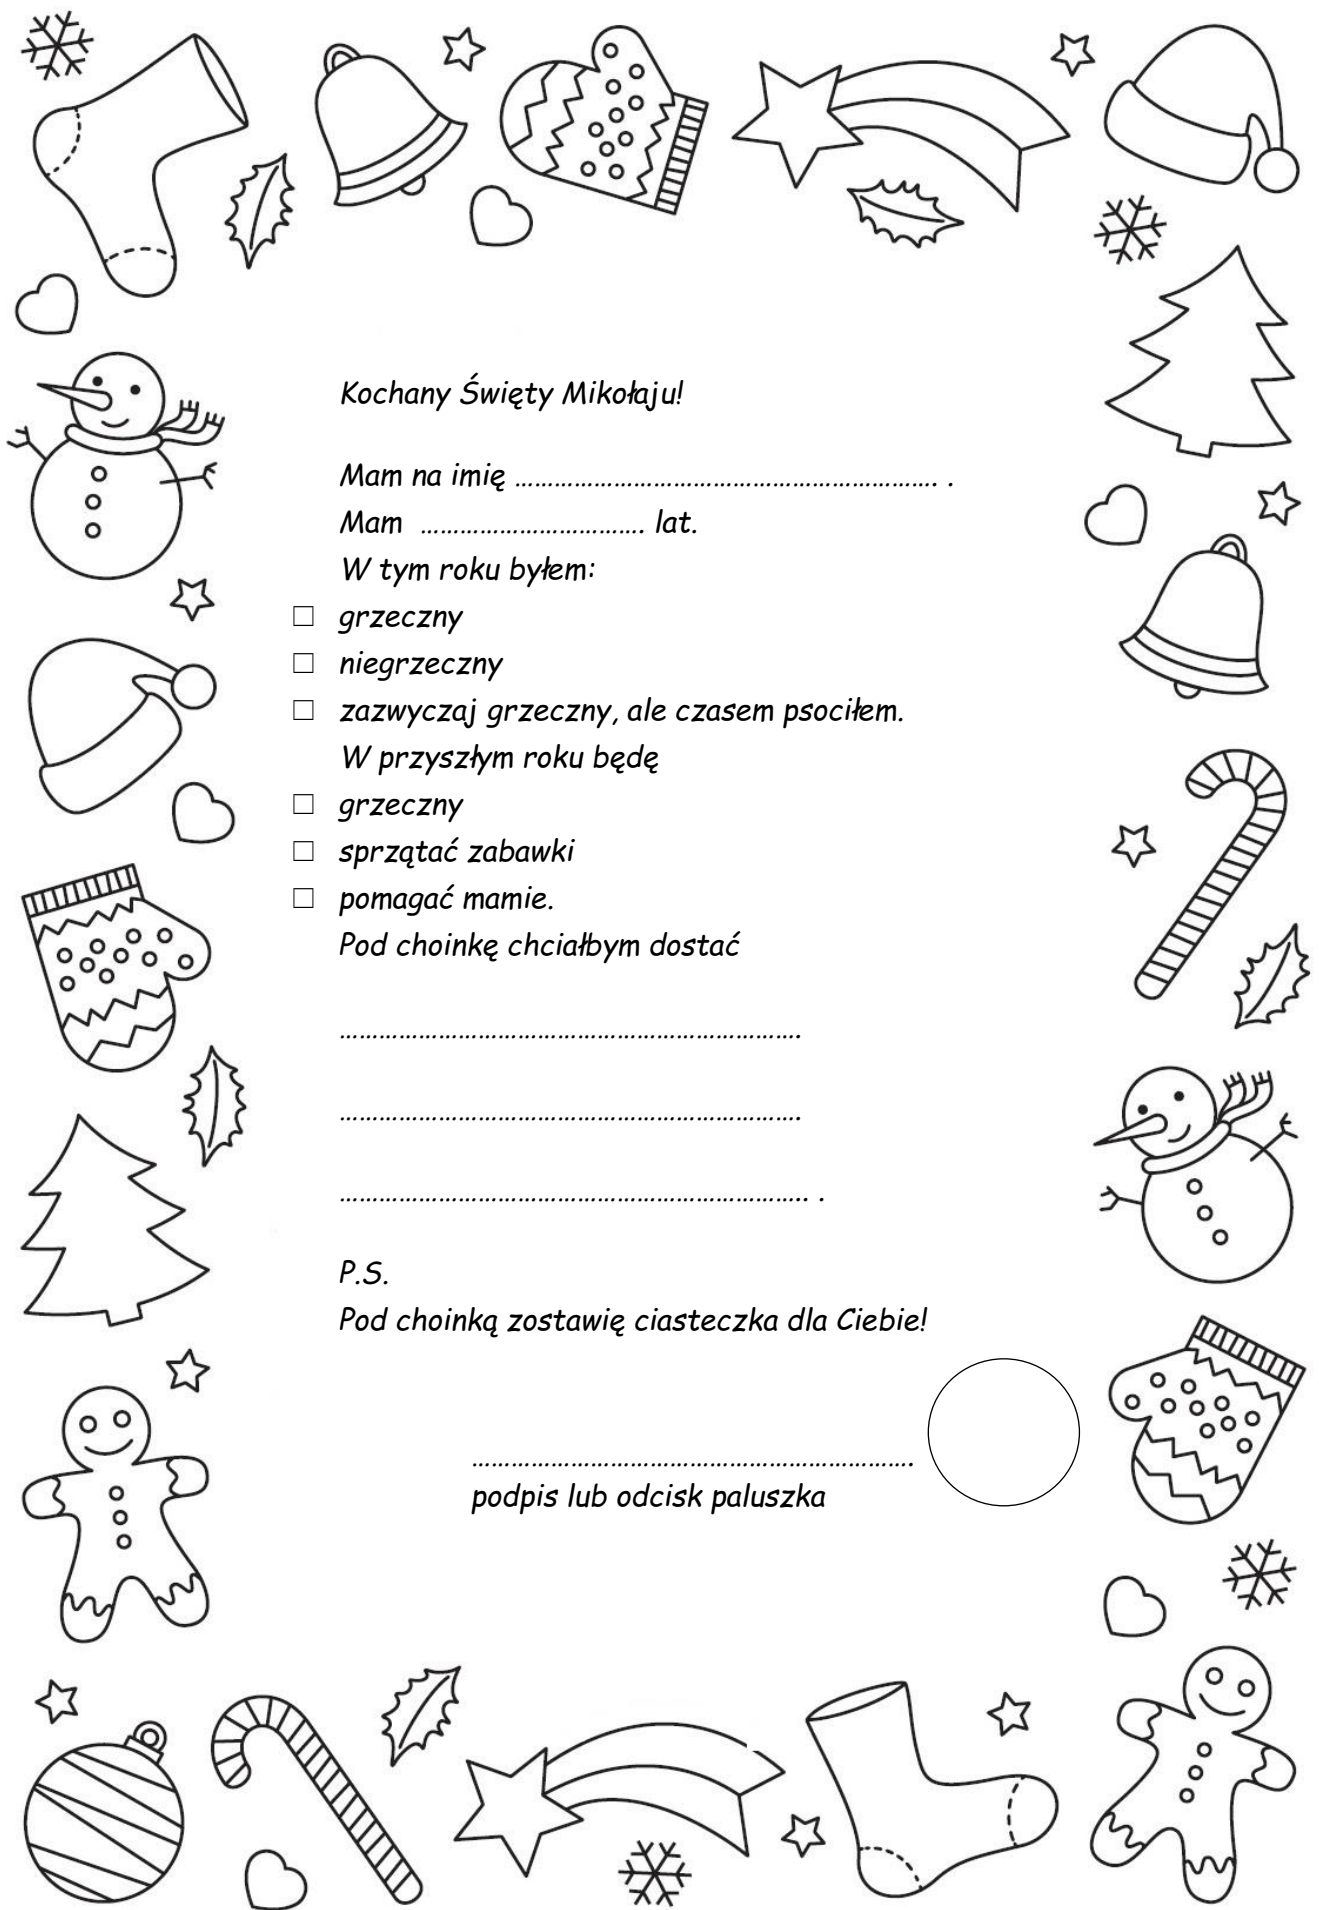 Kochany Święty Mikołaju!
Mam na imię ………………………………………………………. .
Mam ……………………………. lat.
W tym roku byłem:
☐ grzeczny
☐ niegrzeczny
☐ zazwyczaj grzeczny, ale czasem psociłem.
W przyszłym roku będę
☐ grzeczny
☐ sprzątać zabawki
☐ pomagać mamie.
Pod choinkę chciałbym dostać
…………………………………………………………….
…………………………………………………………….
…………………………………………………………….. .
P.S.
Pod choinką zostawię ciasteczka dla Ciebie!
………………………………………………………….
podpis lub odcisk paluszka